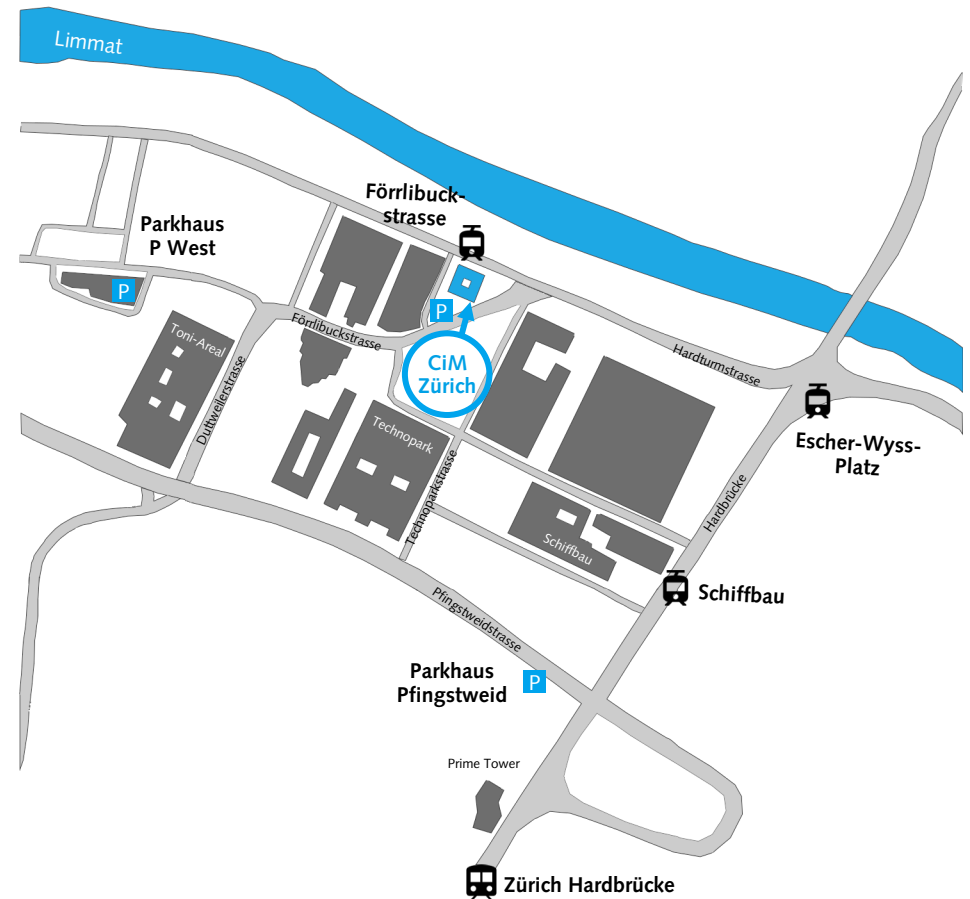 Limmat
Förrlibuck-
strasse
Parkhaus
P West
P
P
Förrlibuckstrasse
Toni-Areal
Duttweilerstrasse
CiM
Zürich
Hardturmstrasse
Escher-Wyss-
Platz
Technopark
Technoparkstrasse
Hardbrücke
Schiffbau
Schiffbau
Pfingstweidstrasse
Parkhaus
Pfingstweid
P
Prime Tower
Zürich Hardbrücke